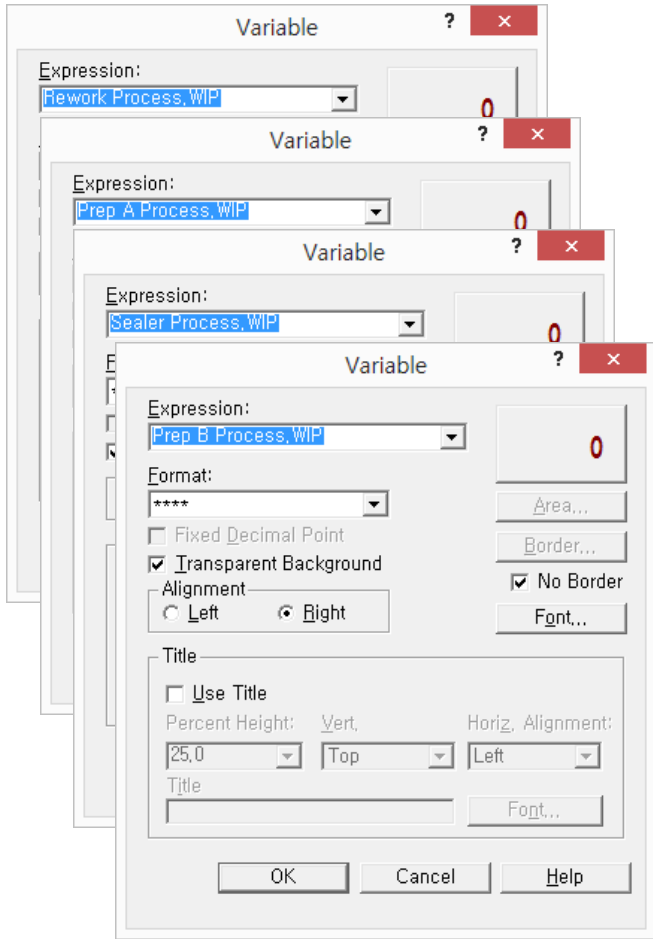 Variable ? ×
Expression:
Rework Process,WIP
0
Variable ? ×
Expression:
Prep A Process,WIP
0
Variable ? ×
Expression:
Sealer Process,WIP
0
F
Variable ? ×
Expression:
Prep B Process,WIP
0
Format:
****
Area...
Fixed Decimal Point
Border...
Transparent Background
No Border
Alignment
Left Right
Font...
Title
Use Title
Percent Height: Vert, Horiz, Alignment:
25,0 Top Left
Title
Font...
OK Cancel Help